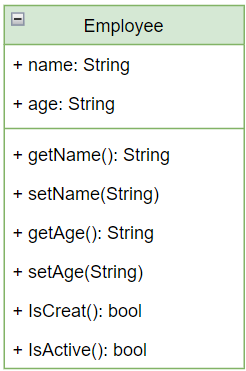 Employee
+ name: String
+ age: String
+ getName(): String
+ setName(String)
+ getAge(): String
+ setAge(String)
+ IsCreat(): bool
+ IsActive(): bool